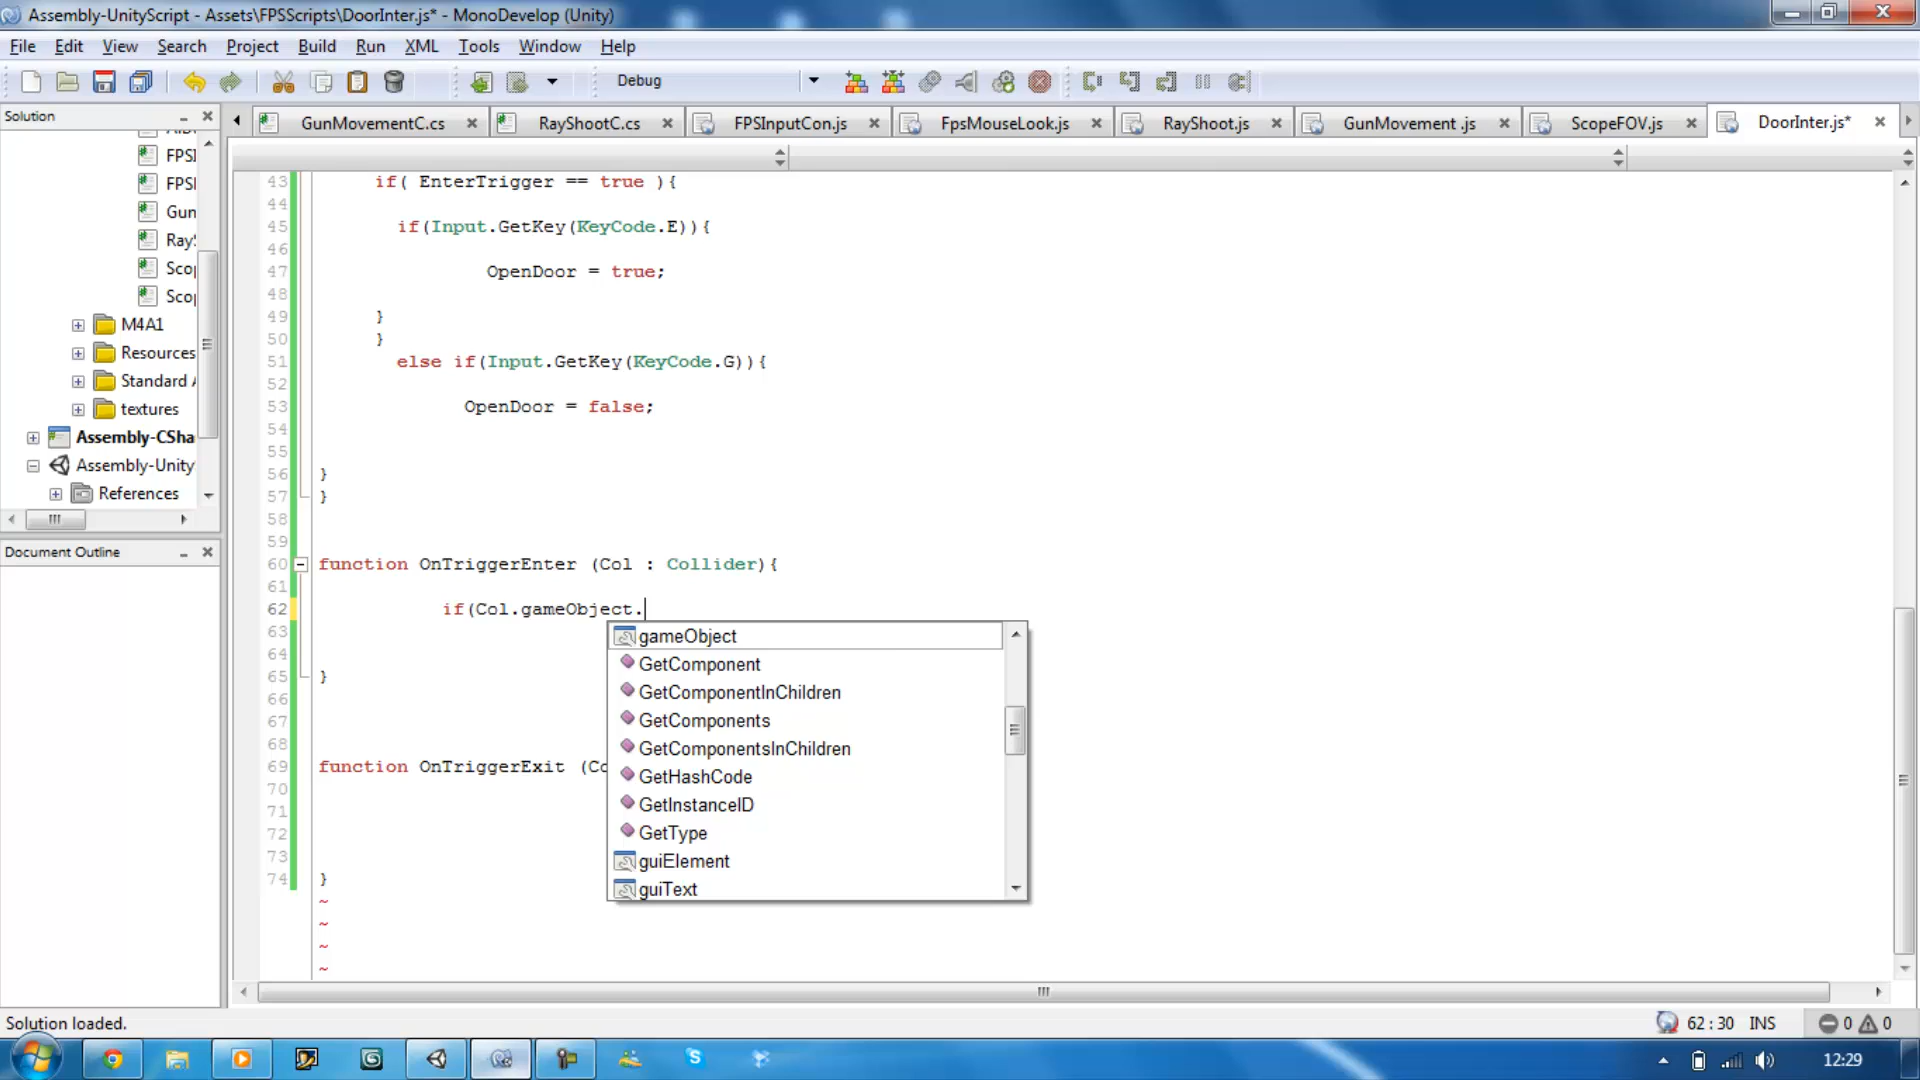 Assembly-UnityScript - Assets\FPSScripts\DoorInter.js* - MonoDevelop (Unity)
File Edit View Search Project Build Run XML Tools Window Help
Debug
Solution
GunMovementC.cs
RayShootC.cs
FPSInputCon.js
FpsMouseLook.js
RayShoot.js
GunMovement .js
ScopeFOV.js
DoorInter.js*
FPSI
FPSI
Gun
Ray
Scop
Scop
M4A1
Resources
Standard A
textures
Assembly-CSha
Assembly-Unity
References
Document Outline
43 if( EnterTrigger == true ){
44
45 if(Input.GetKey(KeyCode.E)){
46
47 OpenDoor = true;
48
49 }
50 }
51 else if(Input.GetKey(KeyCode.G)){
52
53 OpenDoor = false;
54
55
56 }
57 }
58
59
60 function OnTriggerEnter (Col : Collider){
61
62 if(Col.gameObject.
63
64
65 }
66
67
68
69 function OnTriggerExit (Co
70
71
72
73
74 }
~
~
~
~
gameObject
GetComponent
GetComponentInChildren
GetComponents
GetComponentsInChildren
GetHashCode
GetInstanceID
GetType
guiElement
guiText
Solution loaded.
62 : 30 INS 0 0
12:29